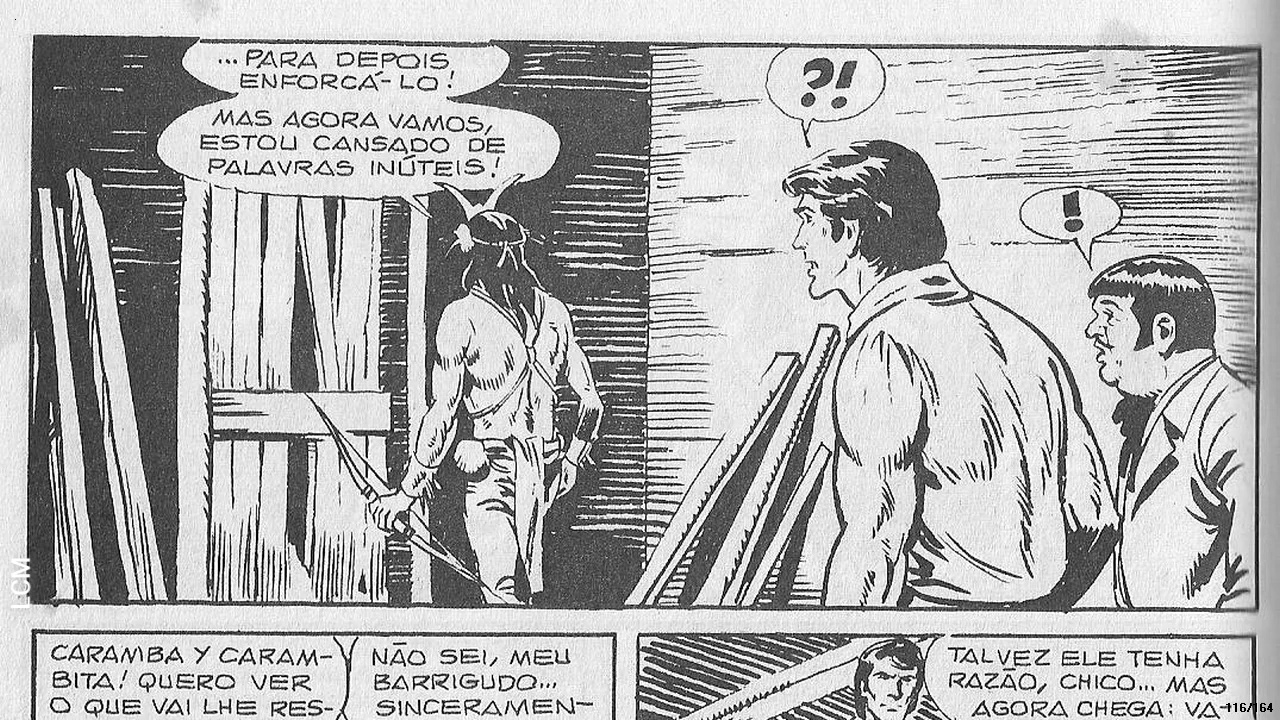 ...PARA DEPOIS
ENFORCÁ-LO!
MAS AGORA VAMOS,
ESTOU CANSADO DE
PALAVRAS INÚTEIS!
?!
!
CARAMBA Y CARAM-
BITA! QUERO VER
O QUE VAI LHE RES-
NÃO SEI, MEU
BARRIGUDO...
SINCERAMEN-
TALVEZ ELE TENHA
RAZÃO, CHICO... MAS
AGORA CHEGA: VA-
LCM
116/164